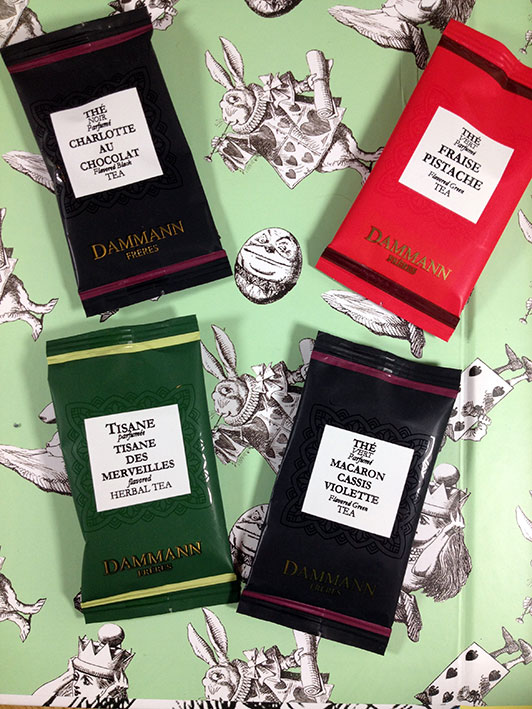 THÉ
NOIR
Parfumé
CHARLOTTE
AU
CHOCOLAT
Flavored Black
TEA
DAMMANN
FRÈRES
THÉ
VERT
Parfumé
FRAISE
PISTACHE
Flavored Green
TEA
DAMMANN
FRÈRES
TISANE
parfumée
TISANE
DES
MERVEILLES
flavored
HERBAL TEA
DAMMANN
FRÈRES
THÉ
VERT
Parfumé
MACARON
CASSIS
VIOLETTE
Flavored Green
TEA
DAMMANN
FRÈRES